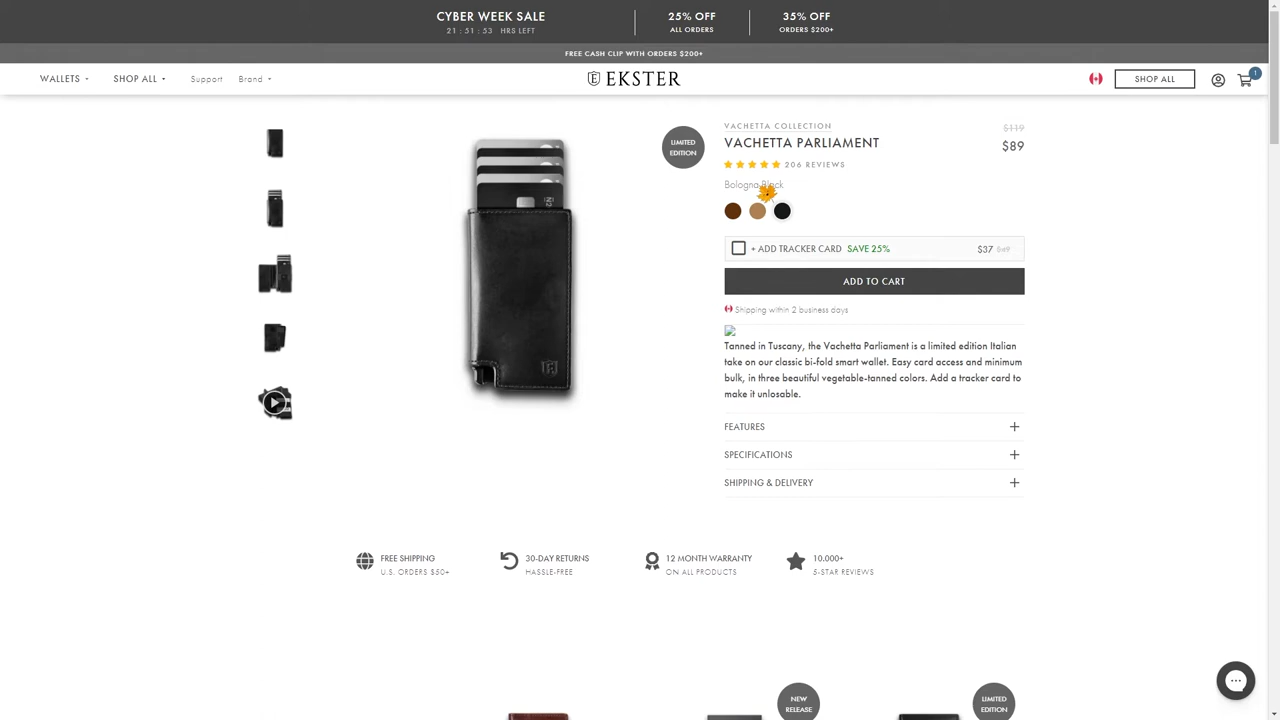 CYBER WEEK SALE
21 : 51 : 53 HRS LEFT
25% OFF
ALL ORDERS
35% OFF
ORDERS $200+
FREE CASH CLIP WITH ORDERS $200+
WALLETS
SHOP ALL
Support
Brand
EKSTER
SHOP ALL
1
LIMITED
EDITION
VACHETTA COLLECTION
$119
VACHETTA PARLIAMENT
$89
206 REVIEWS
Bologna Black
+ ADD TRACKER CARD SAVE 25%
$37 $49
ADD TO CART
Shipping within 2 business days
Tanned in Tuscany, the Vachetta Parliament is a limited edition Italian
take on our classic bi-fold smart wallet. Easy card access and minimum
bulk, in three beautiful vegetable-tanned colors. Add a tracker card to
make it unlosable.
FEATURES
SPECIFICATIONS
SHIPPING & DELIVERY
FREE SHIPPING
U.S. ORDERS $50+
30-DAY RETURNS
HASSLE-FREE
12 MONTH WARRANTY
ON ALL PRODUCTS
10.000+
5-STAR REVIEWS
NEW
RELEASE
LIMITED
EDITION